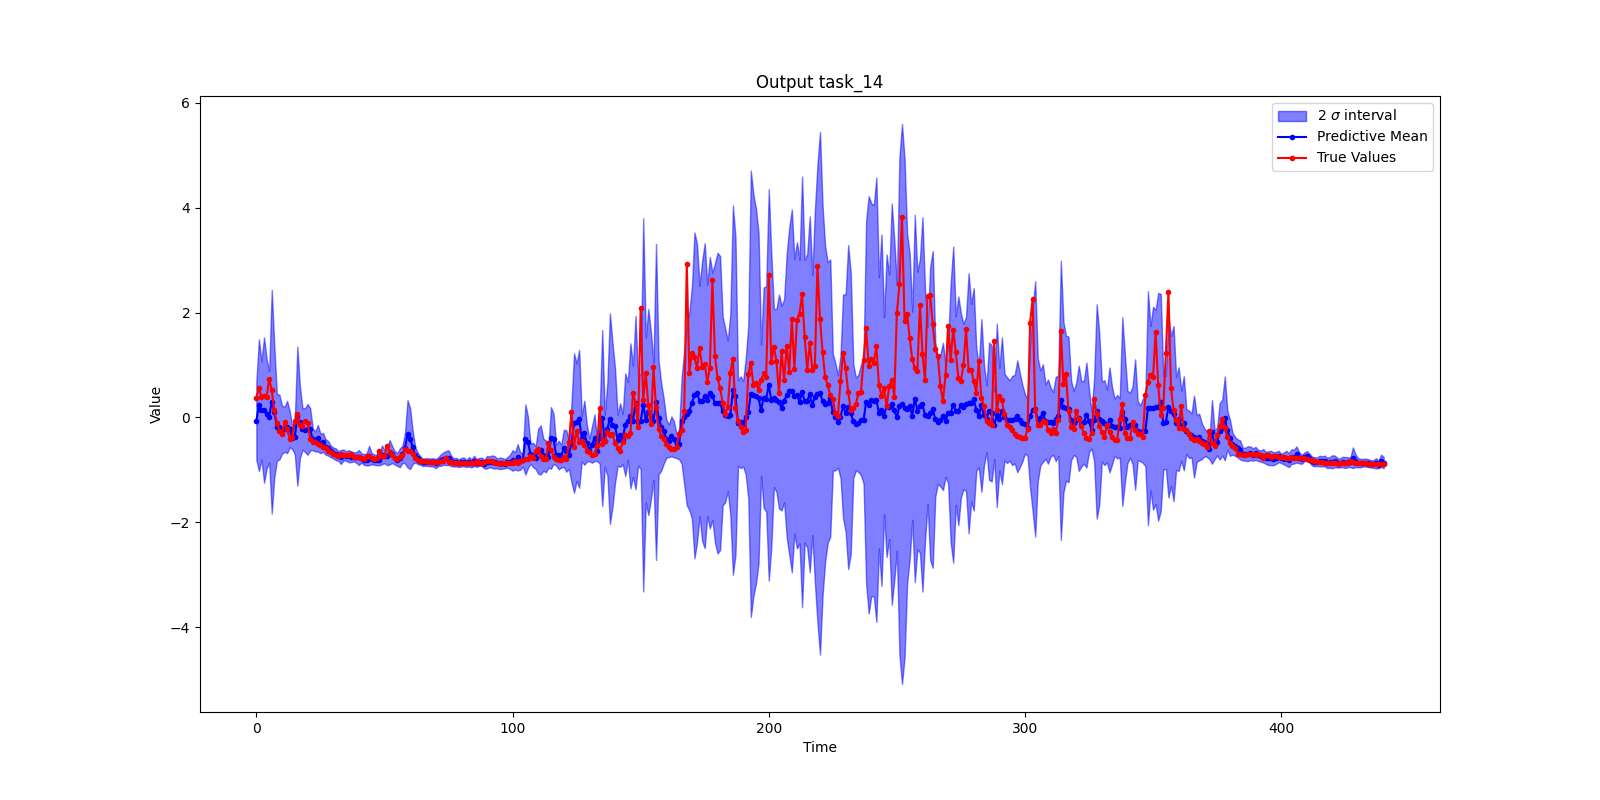 Output task_14
2 σ interval
Predictive Mean
True Values
6
4
2
0
−2
−4
Value
0
100
200
300
400
Time